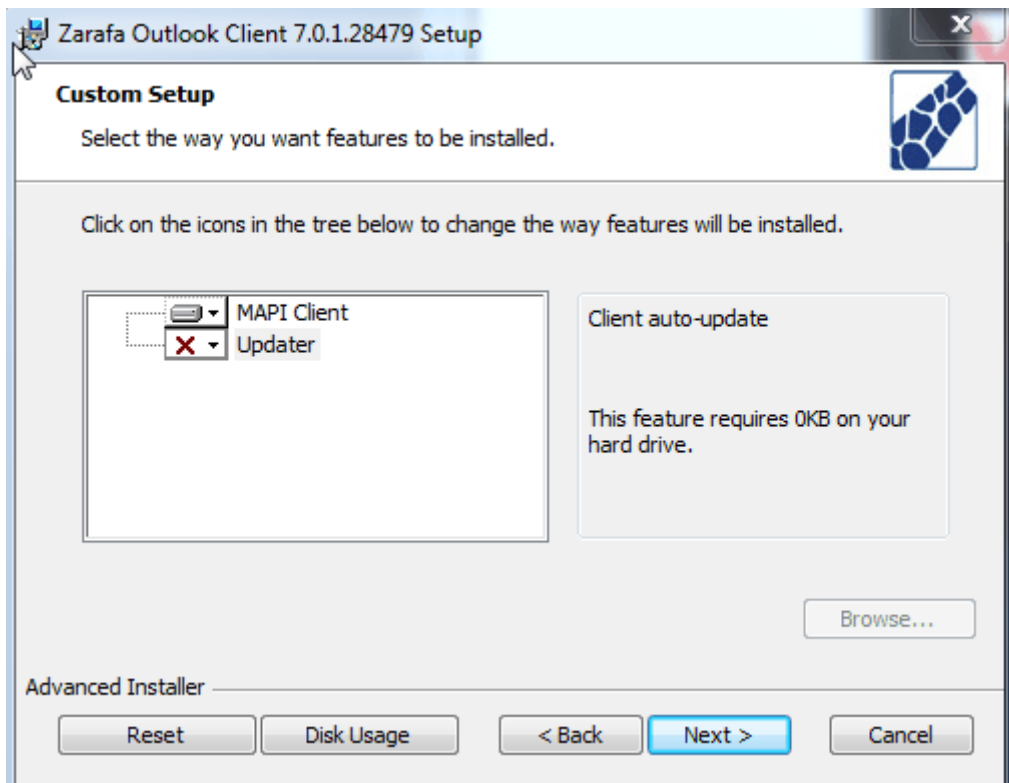 Zarafa Outlook Client 7.0.1.28479 Setup
Custom Setup
Select the way you want features to be installed.
Click on the icons in the tree below to change the way features will be installed.
MAPI Client
Updater
Client auto-update
This feature requires 0KB on your
hard drive.
Browse...
Advanced Installer
Reset
Disk Usage
< Back
Next >
Cancel